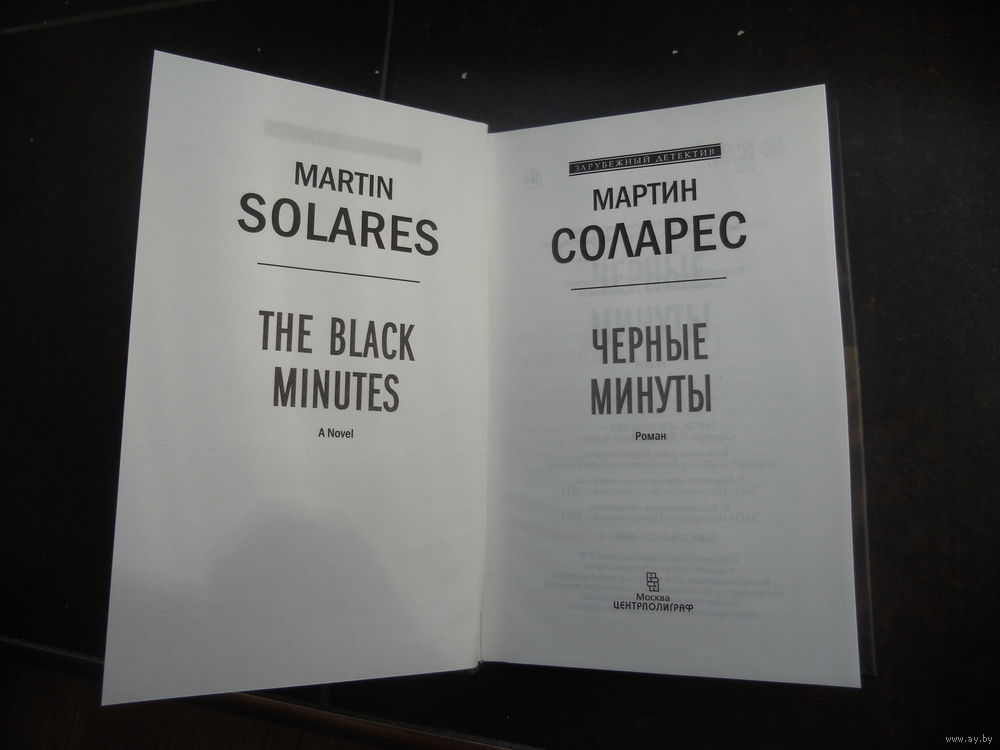 MARTIN
SOLARES
THE BLACK
MINUTES
A Novel
ЗАРУБЕЖНЫЙ ДЕТЕКТИВ
МАРТИН
СОЛАРЕС
ЧЕРНЫЕ
МИНУТЫ
Роман
Москва
ЦЕНТРПОЛИГРАФ
www.ay.by